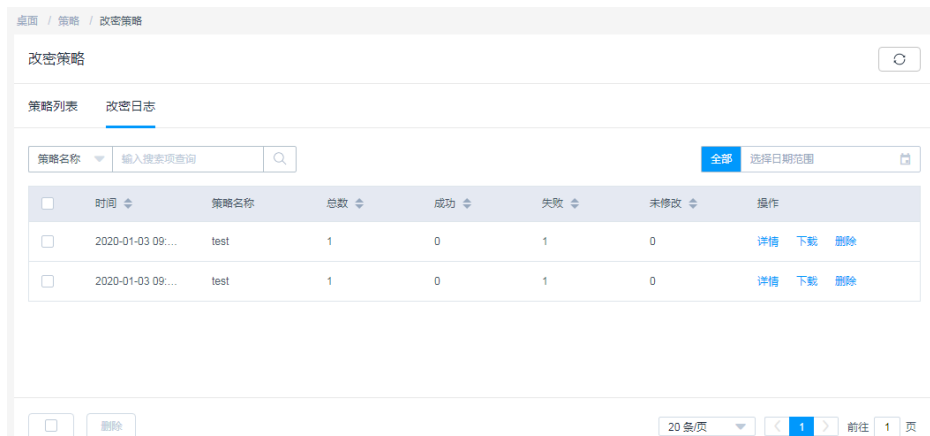 桌面 / 策略 / 改密策略
改密策略
策略列表 改密日志
策略名称 输入搜索项查询 全部 选择日期范围
时间 策略名称 总数 成功 失败 未修改 操作
2020-01-03 09:... test 1 0 1 0 详情 下载 删除
2020-01-03 09:... test 1 0 1 0 详情 下载 删除
删除 20 条/页 1 前往 1 页